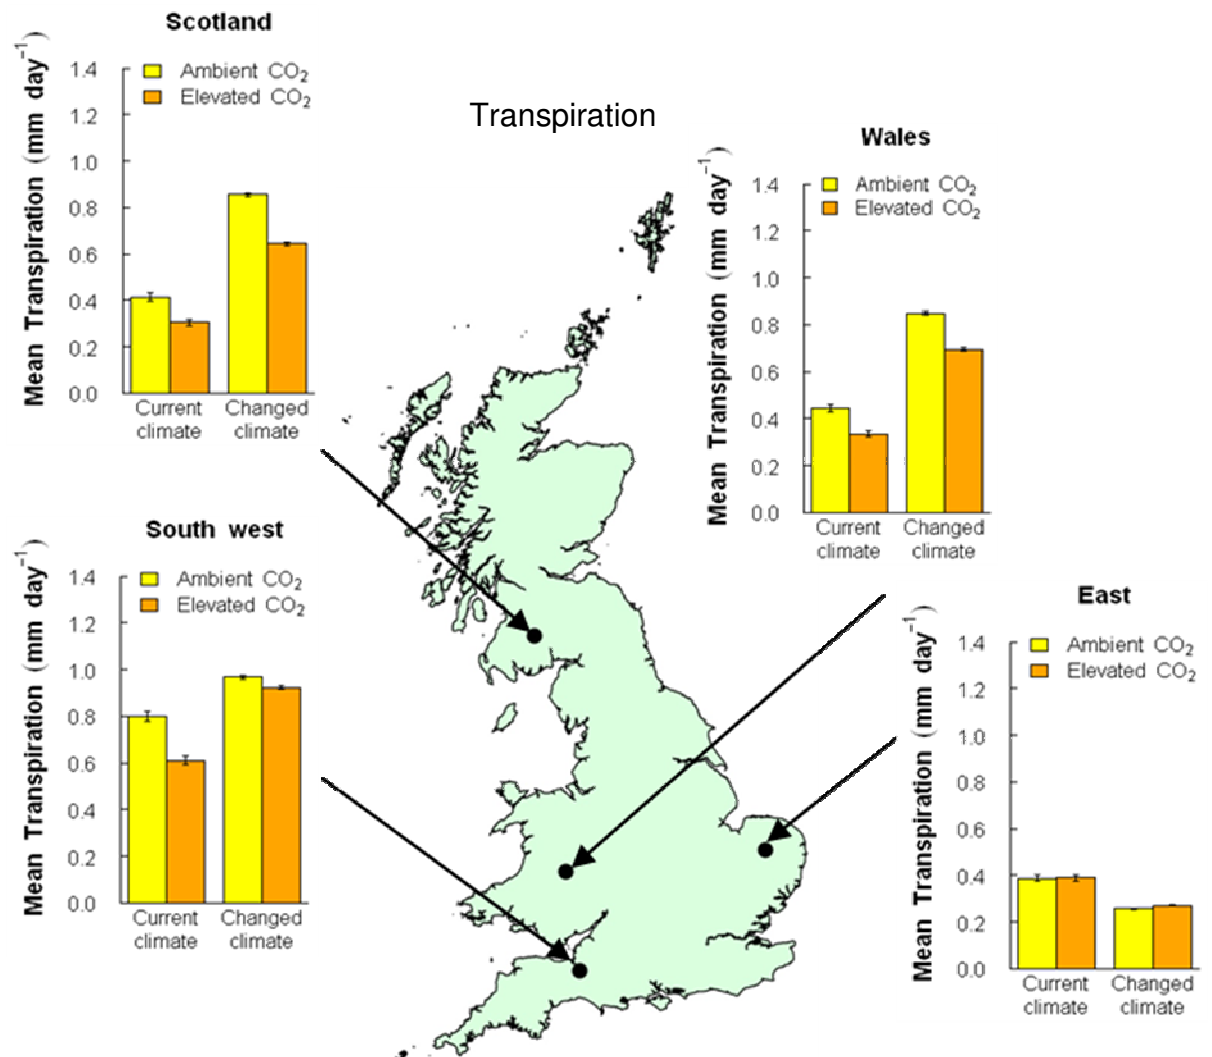 Scotland
Mean Transpiration (mm day⁻¹)
1.4
1.2
1.0
0.8
0.6
0.4
0.2
0.0
Ambient CO₂
Elevated CO₂
Current climate
Changed climate
Transpiration
Wales
Mean Transpiration (mm day⁻¹)
1.4
1.2
1.0
0.8
0.6
0.4
0.2
0.0
Ambient CO₂
Elevated CO₂
Current climate
Changed climate
South west
Mean Transpiration (mm day⁻¹)
1.4
1.2
1.0
0.8
0.6
0.4
0.2
0.0
Ambient CO₂
Elevated CO₂
Current climate
Changed climate
East
Mean Transpiration (mm day⁻¹)
1.4
1.2
1.0
0.8
0.6
0.4
0.2
0.0
Ambient CO₂
Elevated CO₂
Current climate
Changed climate